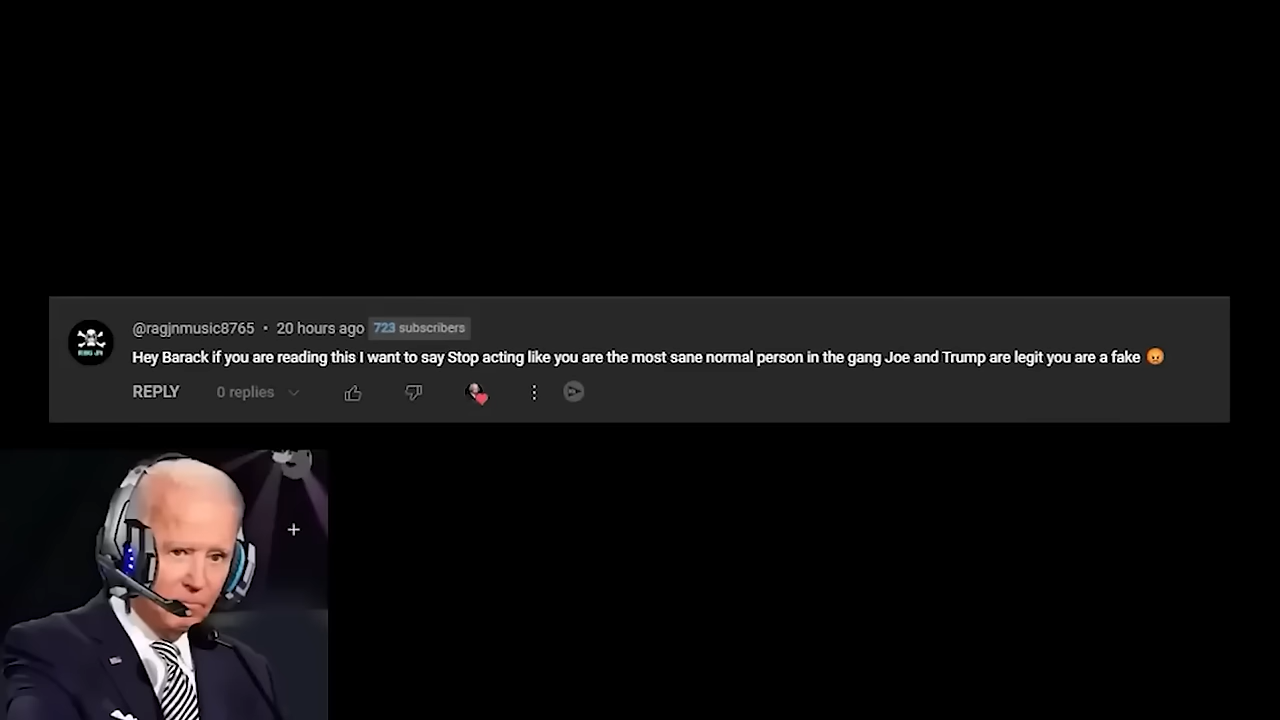 @ragjnmusic8765 • 20 hours ago 723 subscribers
Hey Barack if you are reading this I want to say Stop acting like you are the most sane normal person in the gang Joe and Trump are legit you are a fake 😡
REPLY 0 replies